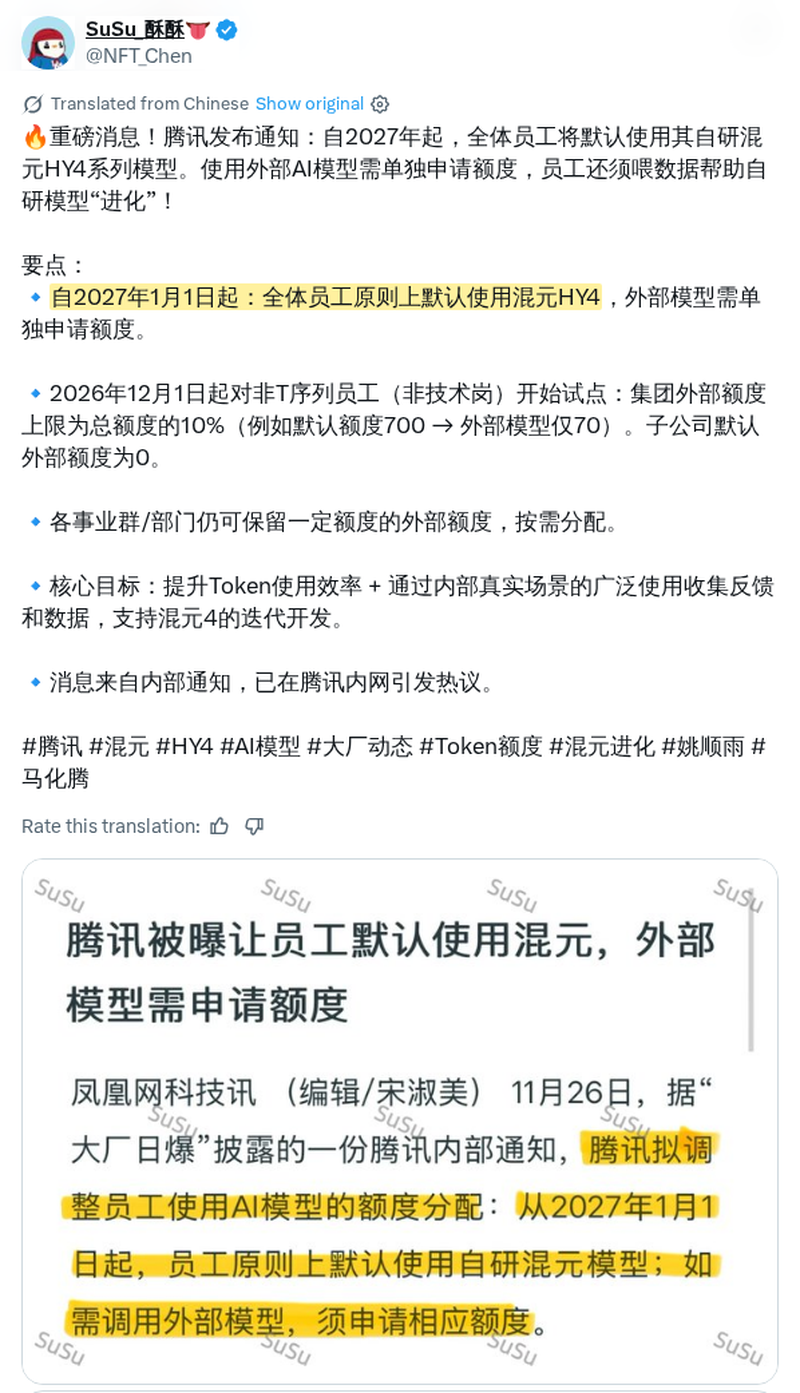 SuSu_酥酥👅
@NFT_Chen
Translated from Chinese Show original
🔥重磅消息！腾讯发布通知：自2027年起，全体员工将默认使用其自研混
元HY4系列模型。使用外部AI模型需单独申请额度，员工还须喂数据帮助自
研模型“进化”！
要点：
🔹自2027年1月1日起：全体员工原则上默认使用混元HY4，外部模型需单
独申请额度。
🔹2026年12月1日起对非T序列员工（非技术岗）开始试点：集团外部额度
上限为总额度的10%（例如默认额度700 → 外部模型仅70）。子公司默认
外部额度为0。
🔹各事业群/部门仍可保留一定额度的外部额度，按需分配。
🔹核心目标：提升Token使用效率 + 通过内部真实场景的广泛使用收集反馈
和数据，支持混元4的迭代开发。
🔹消息来自内部通知，已在腾讯内网引发热议。
#腾讯 #混元 #HY4 #AI模型 #大厂动态 #Token额度 #混元进化 #姚顺雨 #
马化腾
Rate this translation:
SuSu SuSu SuSu SuSu
腾讯被曝让员工默认使用混元，外部
模型需申请额度
凤凰网科技讯 （编辑/宋淑美） 11月26日，据“
SuSu SuSu SuSu
大厂日爆”披露的一份腾讯内部通知，腾讯拟调
整员工使用AI模型的额度分配：从2027年1月1
日起，员工原则上默认使用自研混元模型；如
需调用外部模型，须申请相应额度。
SuSu SuSu SuSu SuSu